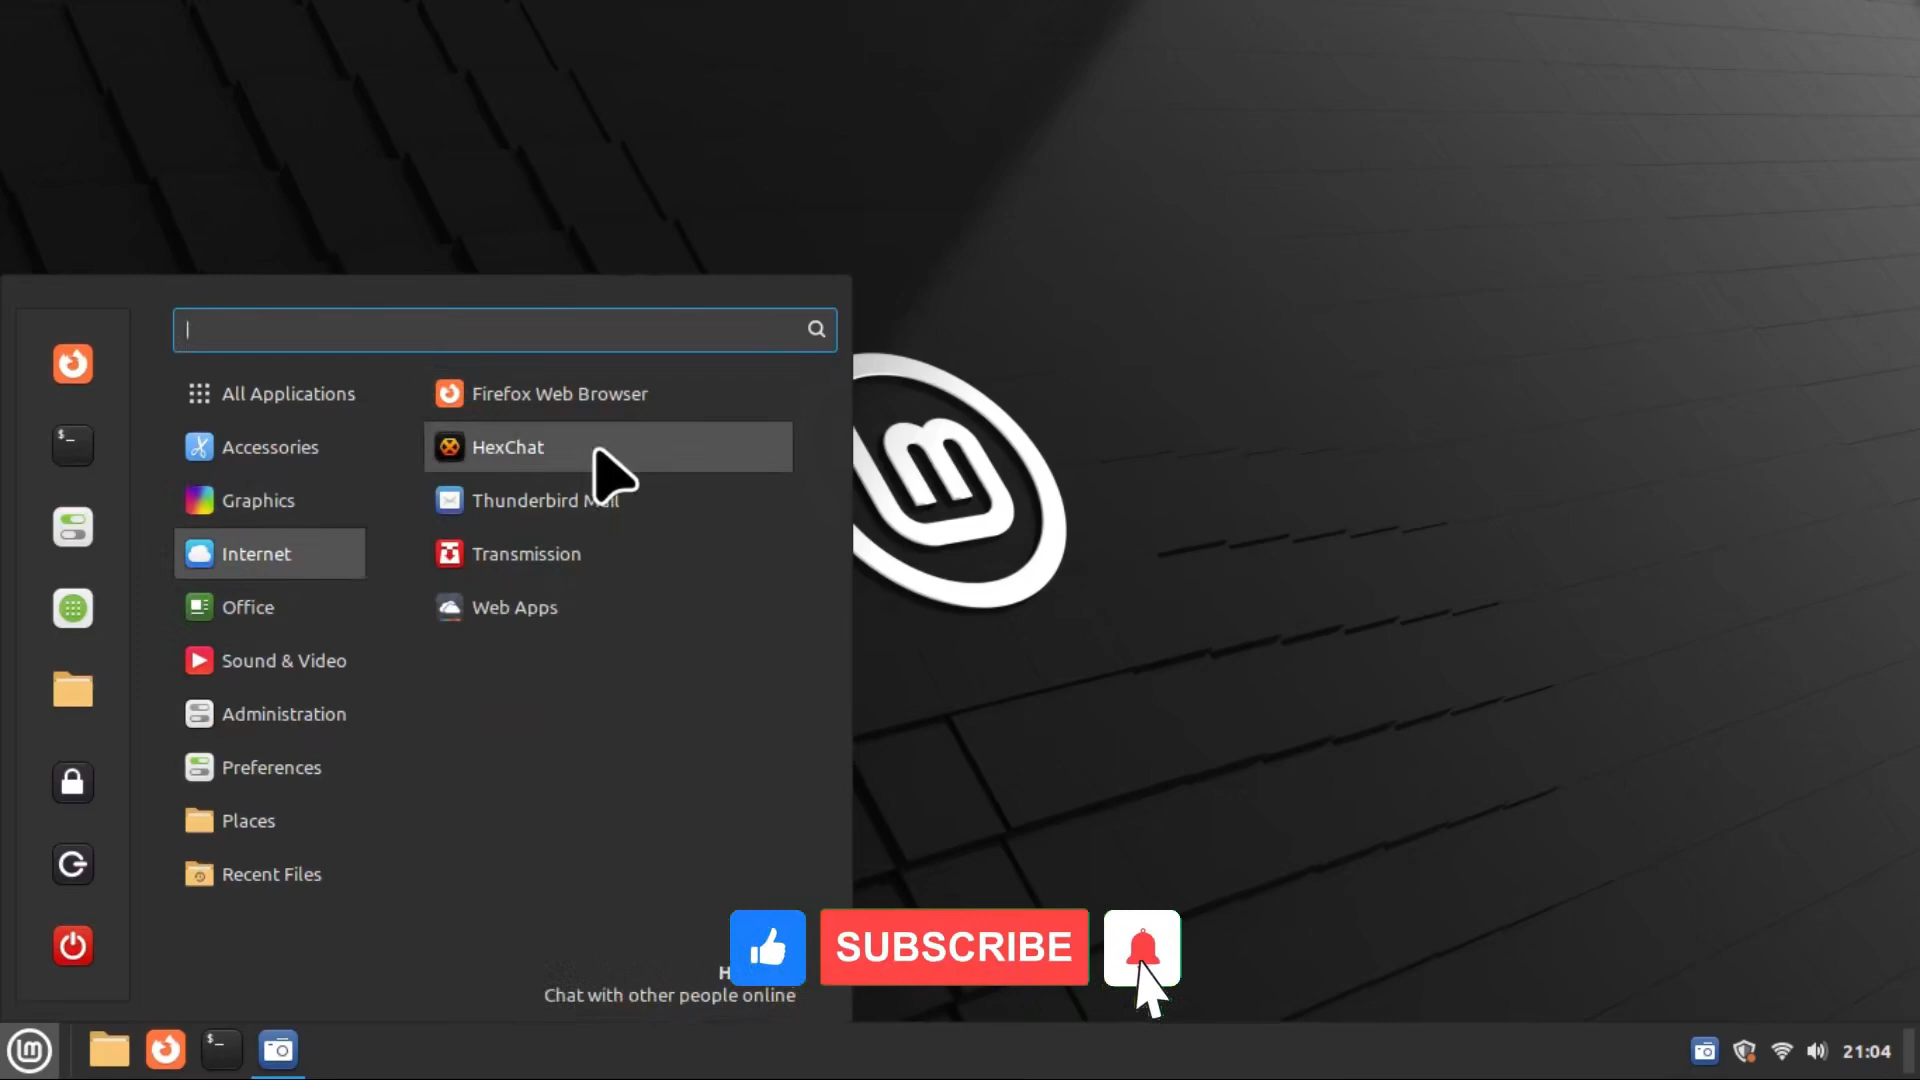 All Applications
Accessories
Graphics
Internet
Office
Sound & Video
Administration
Preferences
Places
Recent Files
Firefox Web Browser
HexChat
Thunderbird
Transmission
Web Apps
Chat with other people online
SUBSCRIBE
21:04